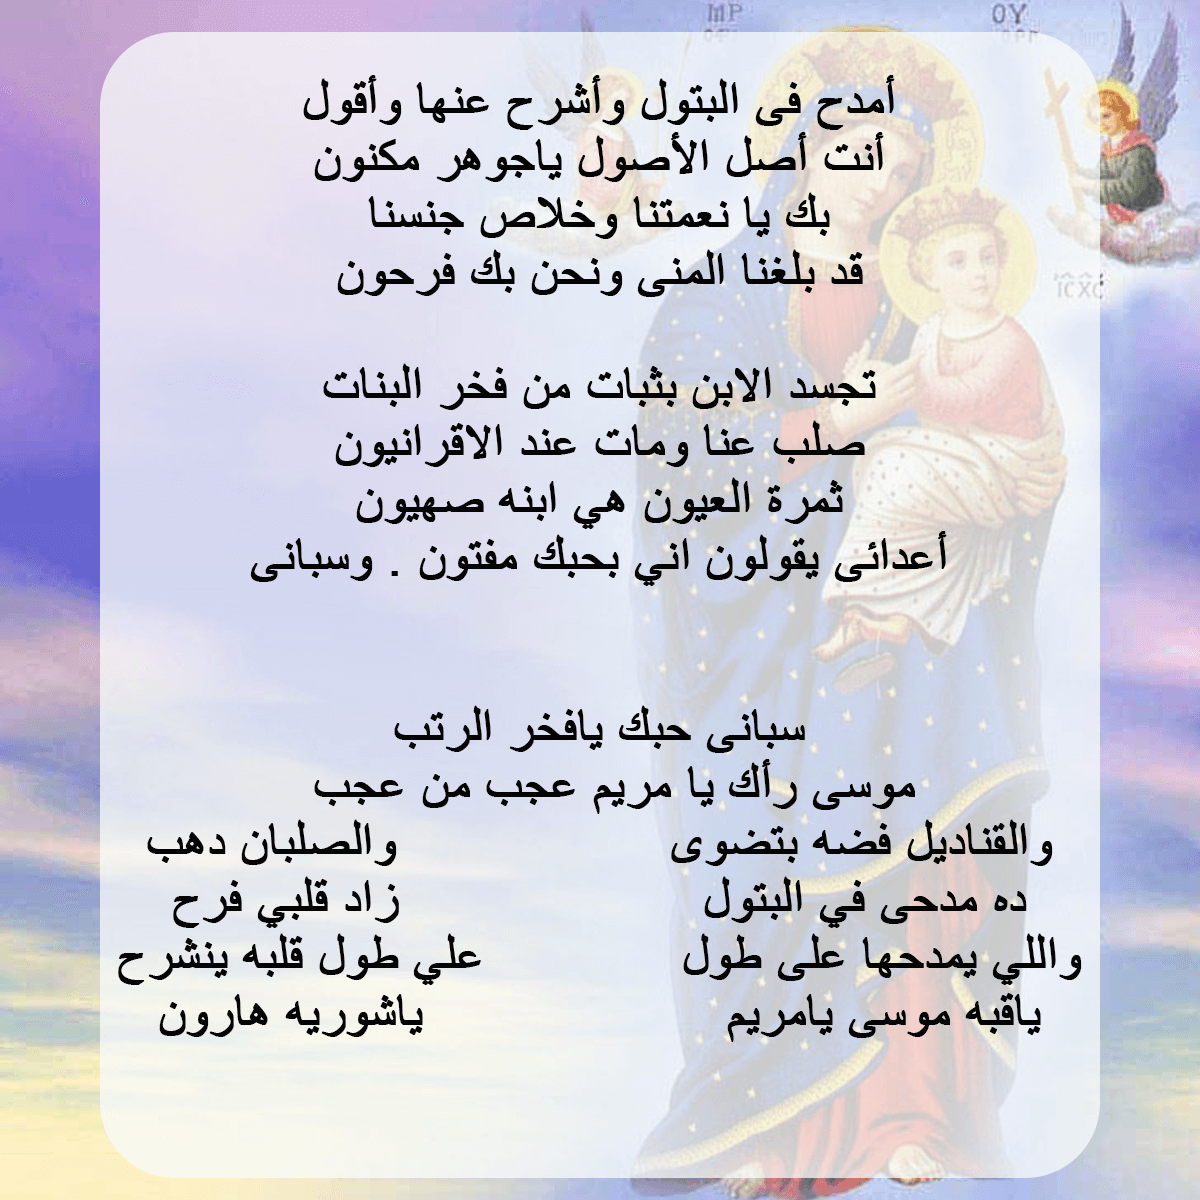 MP
OY
أمدح فى البتول وأشرح عنها وأقول
أنت أصل الأصول ياجوهر مكنون
بك يا نعمتنا وخلاص جنسنا
قد بلغنا المنى ونحن بك فرحون
تجسد الابن بثبات من فخر البنات
صلب عنا ومات عند الاقرانيون
ثمرة العيون هي ابنه صهيون
أعدائى يقولون اني بحبك مفتون . وسبانى
سبانى حبك يافخر الرتب
موسى رأك يا مريم عجب من عجب
والقناديل فضه بتضوى والصلبان دهب
ده مدحى في البتول زاد قلبي فرح
واللي يمدحها على طول علي طول قلبه ينشرح
ياقبه موسى يامريم ياشوريه هارون